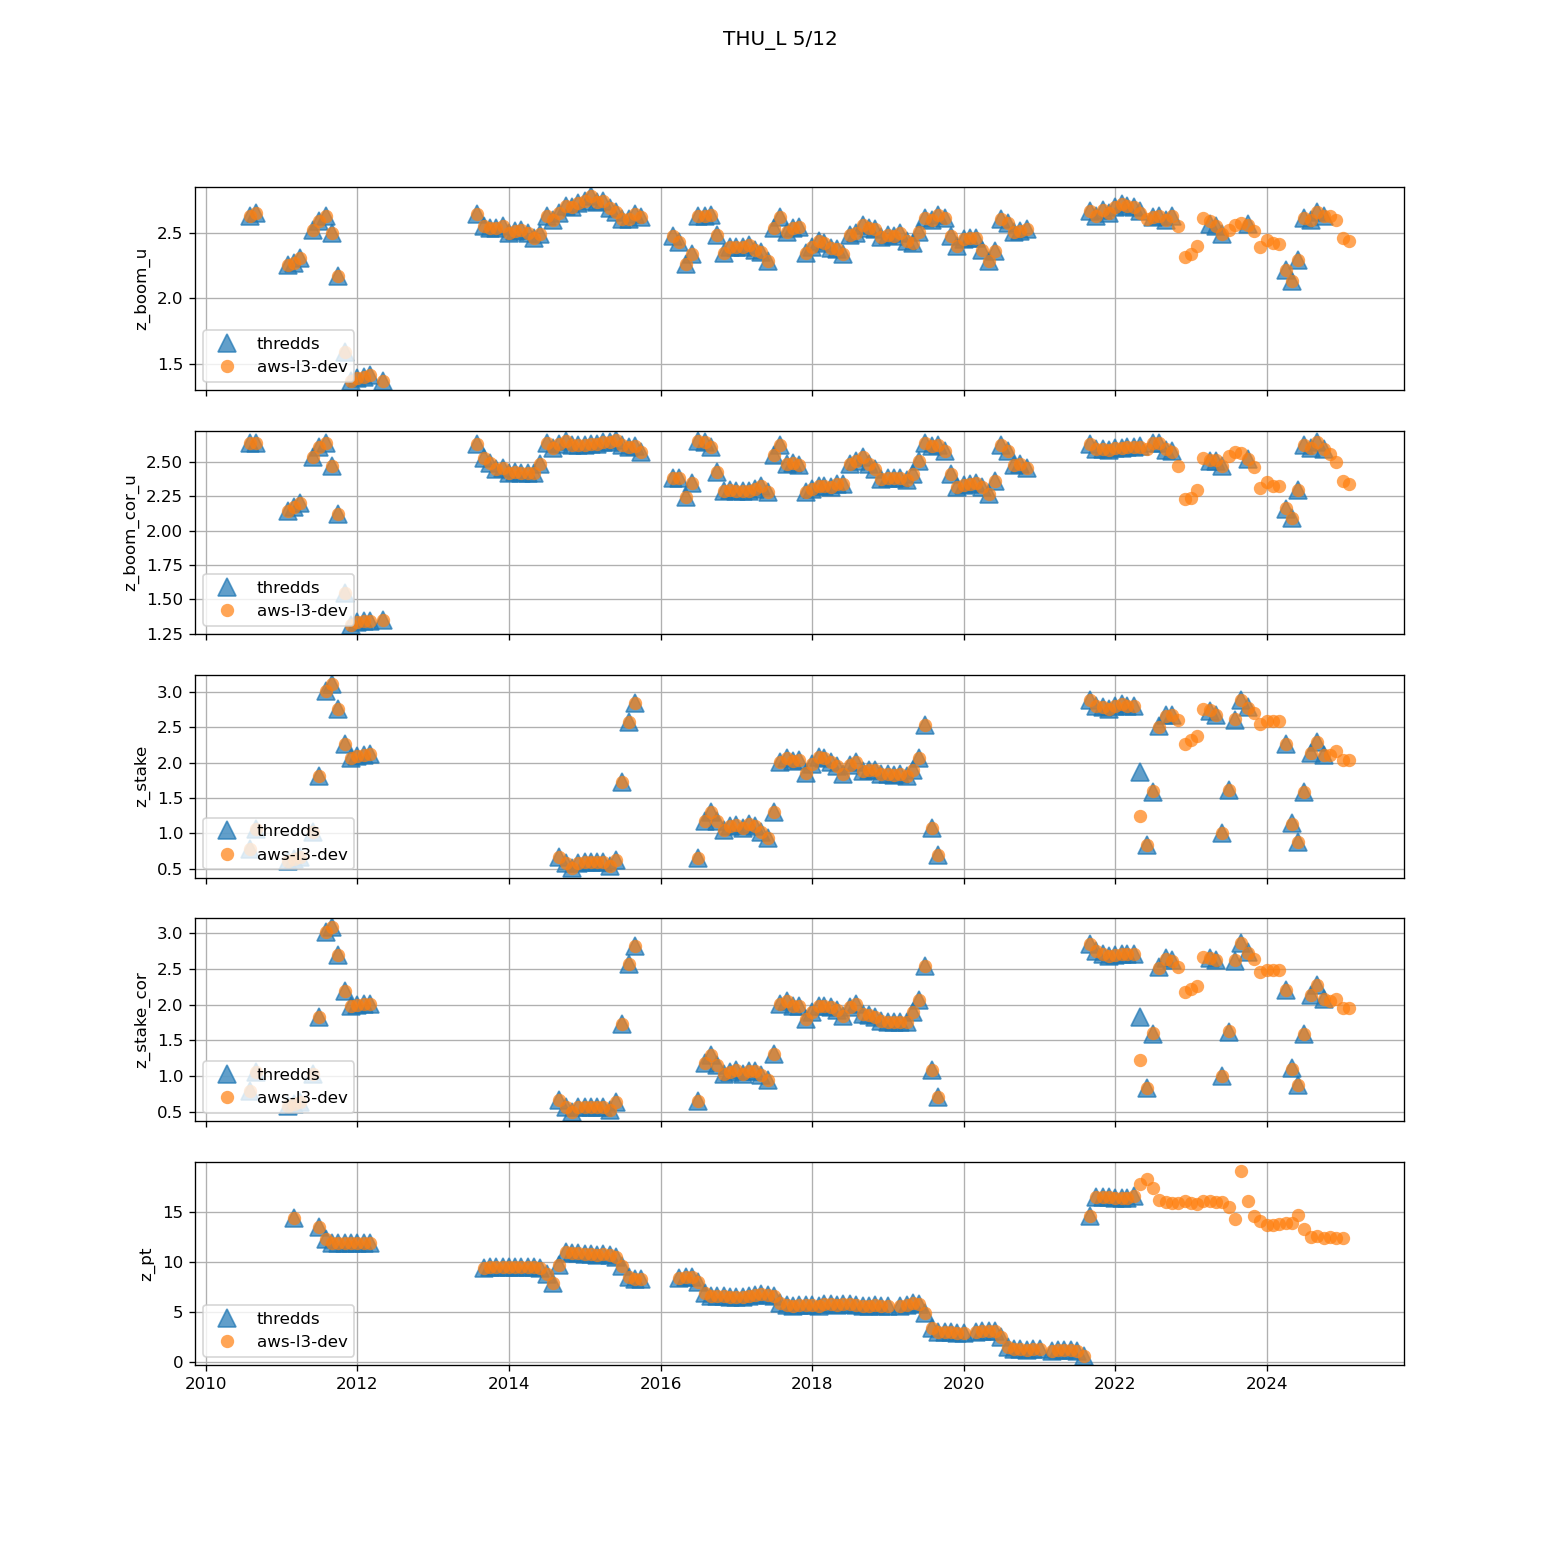 THU_L 5/12
z_boom_u
2.5
2.0
1.5
thredds
aws-l3-dev
z_boom_cor_u
2.50
2.25
2.00
1.75
1.50
1.25
thredds
aws-l3-dev
z_stake
3.0
2.5
2.0
1.5
1.0
0.5
thredds
aws-l3-dev
z_stake_cor
3.0
2.5
2.0
1.5
1.0
0.5
thredds
aws-l3-dev
z_pt
15
10
5
0
thredds
aws-l3-dev
2010 2012 2014 2016 2018 2020 2022 2024